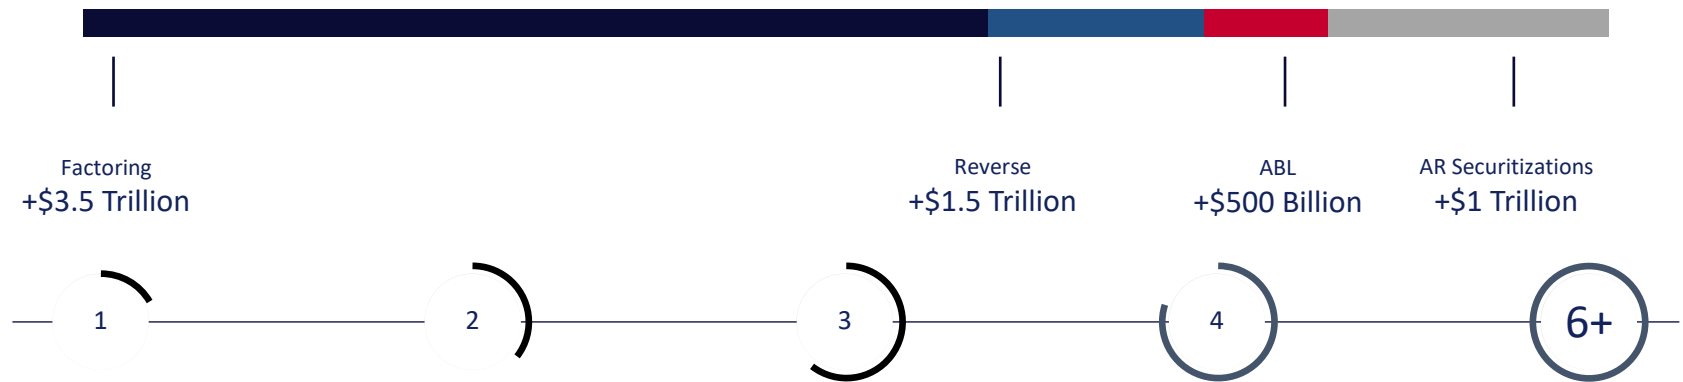 Factoring
+$3.5 Trillion
Reverse
+$1.5 Trillion
ABL
+$500 Billion
AR Securitizations
+$1 Trillion
1
2
3
4
6+